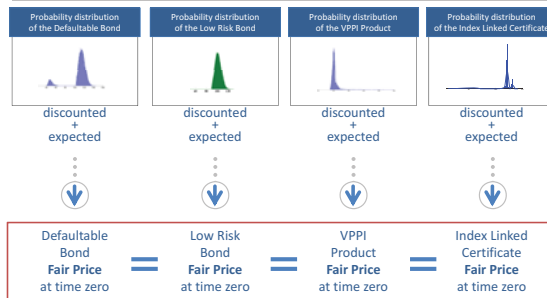 Probability distribution
of the Defaultable Bond
Probability distribution
of the Low Risk Bond
Probability distribution
of the VPPI Product
Probability distribution
of the Index Linked Certificate
discounted
+
expected
discounted
+
expected
discounted
+
expected
discounted
+
expected
Defaultable
Bond
Fair Price
at time zero
=
Low Risk
Bond
Fair Price
at time zero
=
VPPI
Product
Fair Price
at time zero
=
Index Linked
Certificate
Fair Price
at time zero